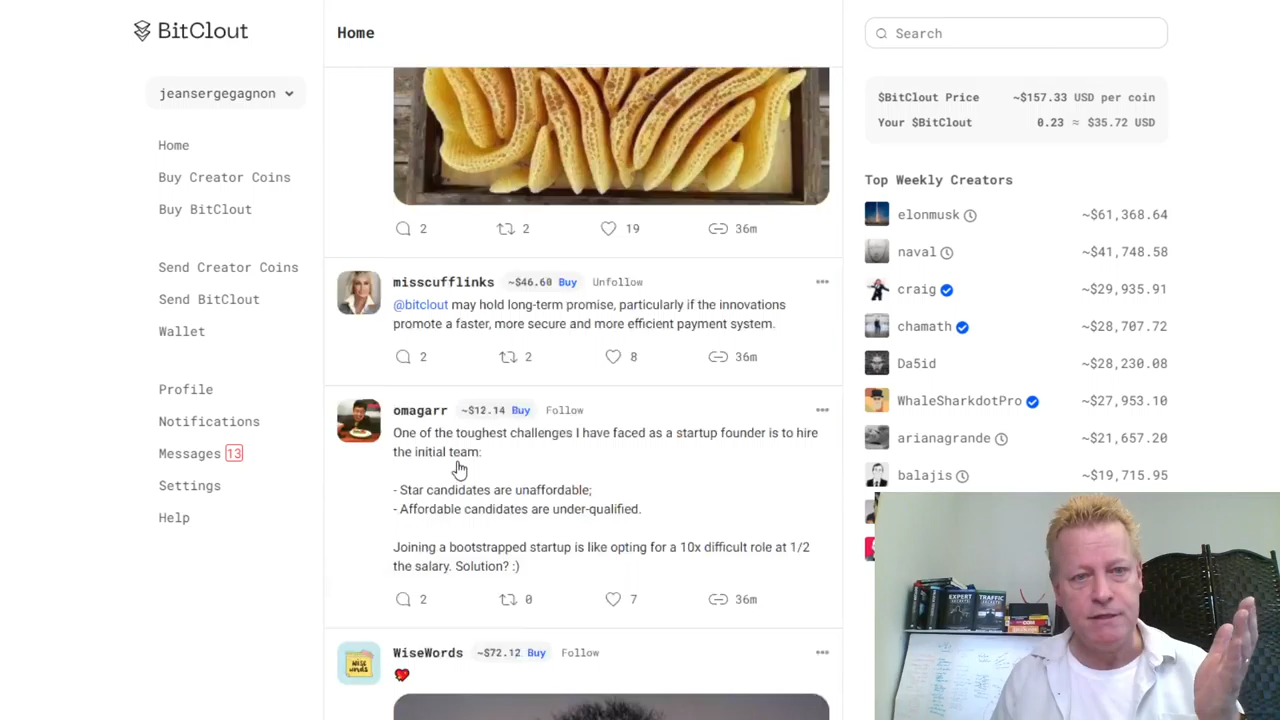 BitClout
jeansergegagnon
Home
Buy Creator Coins
Buy BitClout
Send Creator Coins
Send BitClout
Wallet
Profile
Notifications
Messages 13
Settings
Help
Home
2 2 19 36m
misscufflinks ~$46.60 Buy Unfollow
@bitclout may hold long-term promise, particularly if the innovations
promote a faster, more secure and more efficient payment system.
2 2 8 36m
omagarr ~$12.14 Buy Follow
One of the toughest challenges I have faced as a startup founder is to hire
the initial team:
- Star candidates are unaffordable;
- Affordable candidates are under-qualified.
Joining a bootstrapped startup is like opting for a 10x difficult role at 1/2
the salary. Solution? :)
2 0 7 36m
WiseWords ~$72.12 Buy Follow
WISE
WORDS
Search
$BitClout Price ~$157.33 USD per coin
Your $BitClout 0.23 ≈ $35.72 USD
Top Weekly Creators
elonmusk ~$61,368.64
naval ~$41,748.58
craig ~$29,935.91
chamath ~$28,707.72
Da5id ~$28,230.08
WhaleSharkdotPro ~$27,953.10
arianagrande ~$21,657.20
balajis ~$19,715.95
EXPERT
SECRETS
TRAFFIC
SECRETS